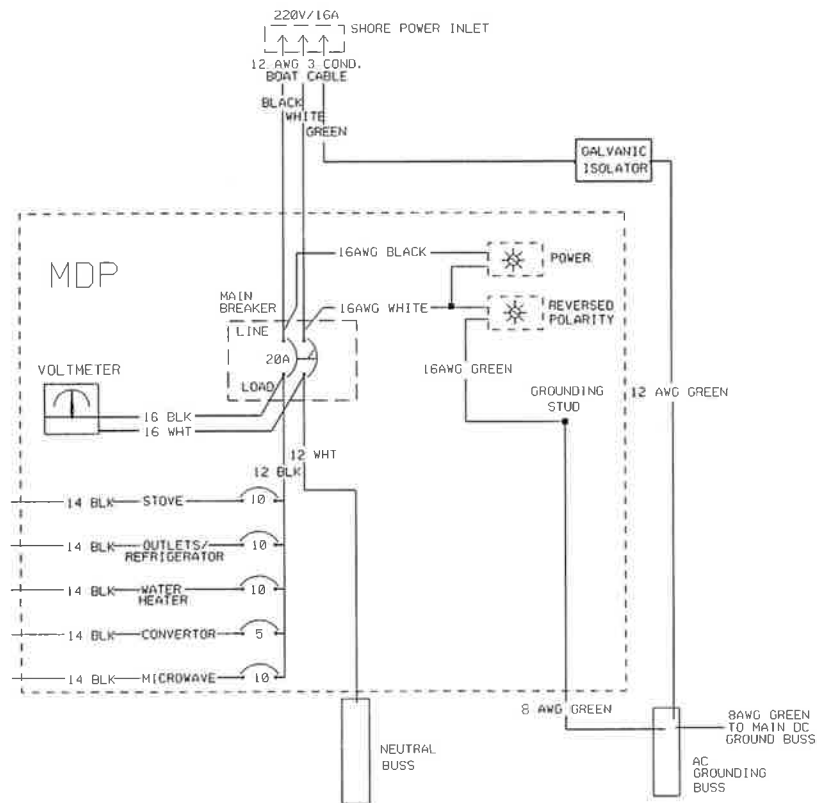 220V/16A
SHORE POWER INLET
12 AWG 3 COND.
BOAT CABLE
BLACK
WHITE
GREEN
GALVANIC
ISOLATOR
MDP
16AWG BLACK
POWER
MAIN
BREAKER
16AWG WHITE
REVERSED
POLARITY
LINE
20A
LOAD
VOLTMETER
16AWG GREEN
GROUNDING
STUD
12 AWG GREEN
16 BLK
16 WHT
12 WHT
12 BLK
14 BLK STOVE 10
14 BLK OUTLETS/
REFRIGERATOR 10
14 BLK WATER
HEATER 10
14 BLK CONVERTOR 5
14 BLK MICROWAVE 10
8 AWG GREEN
8AWG GREEN
TO MAIN DC
GROUND BUSS
NEUTRAL
BUSS
AC
GROUNDING
BUSS